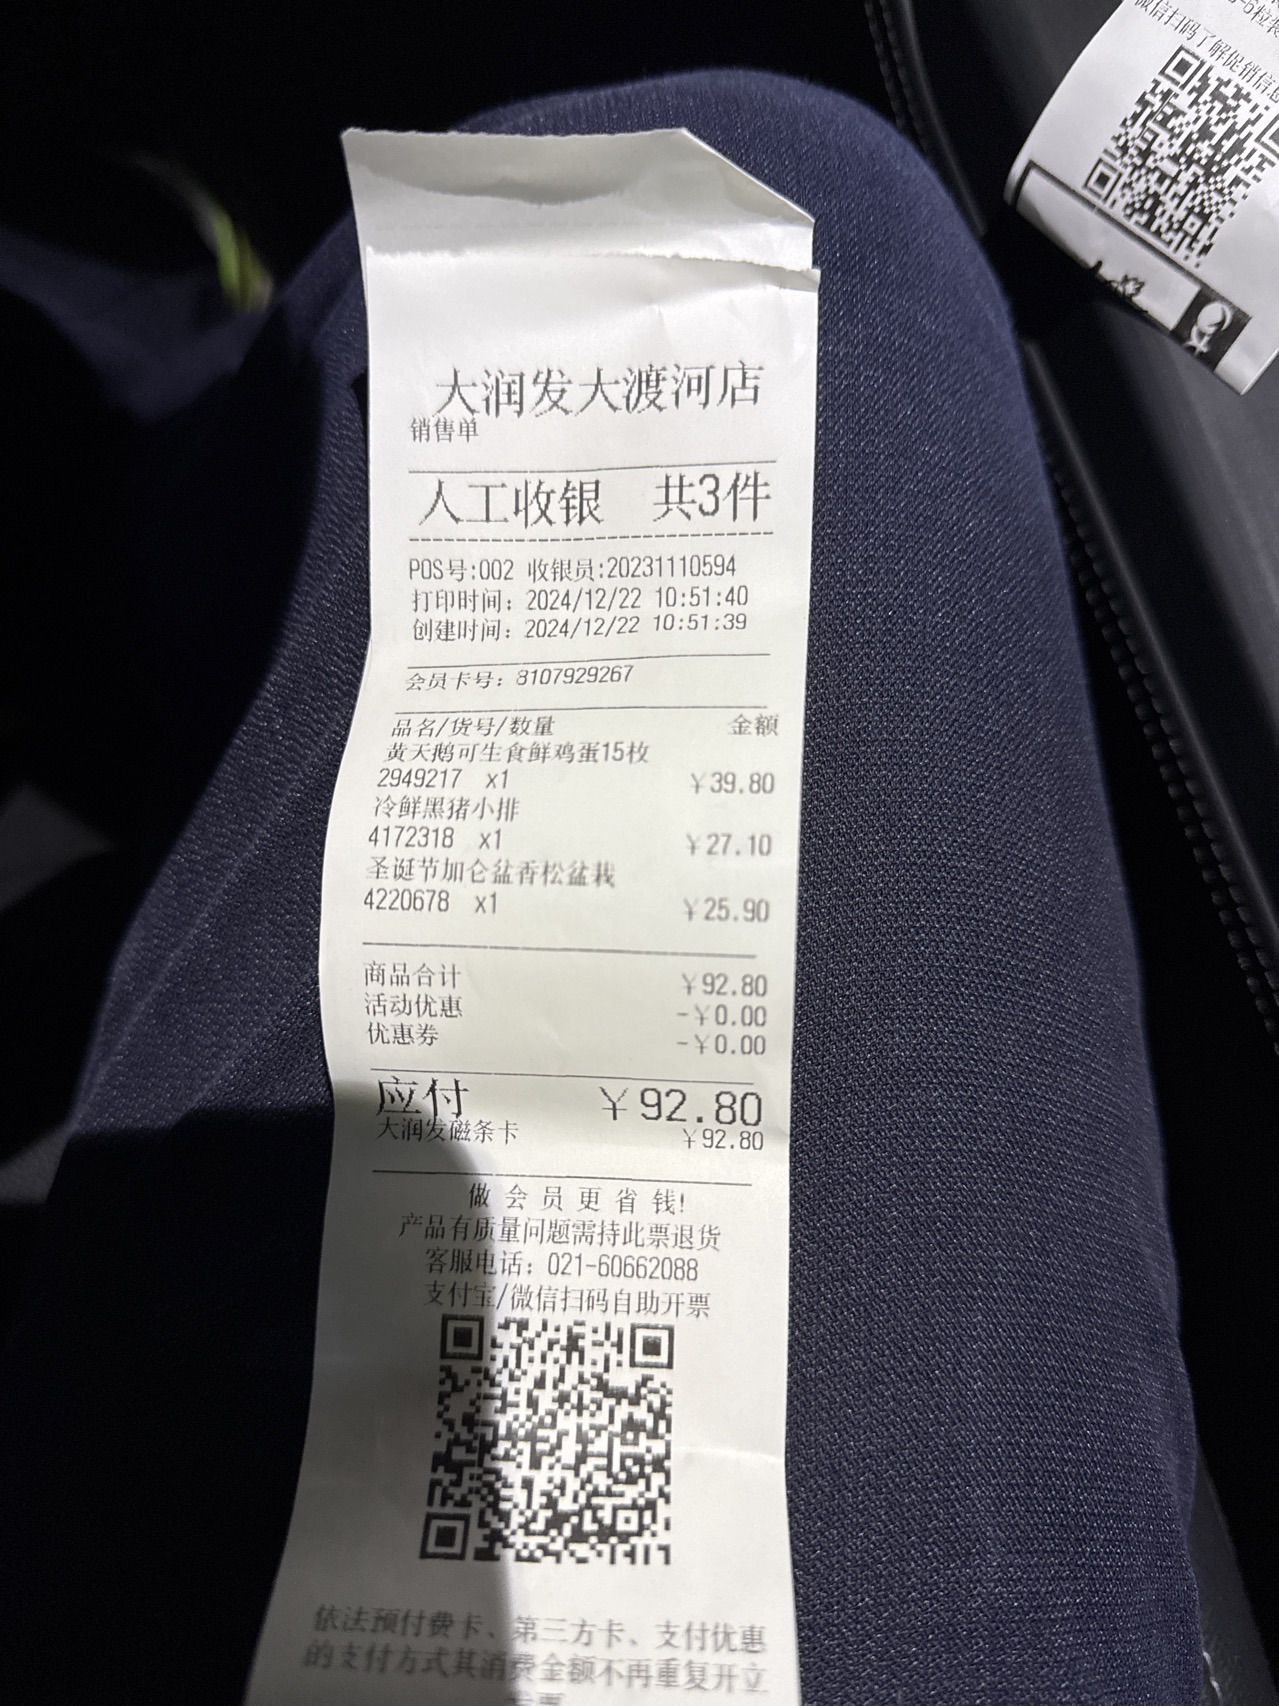 微信扫码了解促销信息
大润发大渡河店
销售单
人工收银 共3件
POS号:002 收银员:20231110594
打印时间: 2024/12/22 10:51:40
创建时间: 2024/12/22 10:51:39
会员卡号: 8107929267
品名/货号/数量 金额
黄天鹅可生食鲜鸡蛋15枚
2949217 x1 ￥39.80
冷鲜黑猪小排
4172318 x1 ￥27.10
圣诞节加仑盆香松盆栽
4220678 x1 ￥25.90
商品合计 ￥92.80
活动优惠 -￥0.00
优惠券 -￥0.00
应付 ￥92.80
大润发磁条卡 ￥92.80
做会员更省钱!
产品有质量问题需持此票退货
客服电话: 021-60662088
支付宝/微信扫码自助开票
依法预付费卡、第三方卡、支付优惠
的支付方式其消费金额不再重复开立